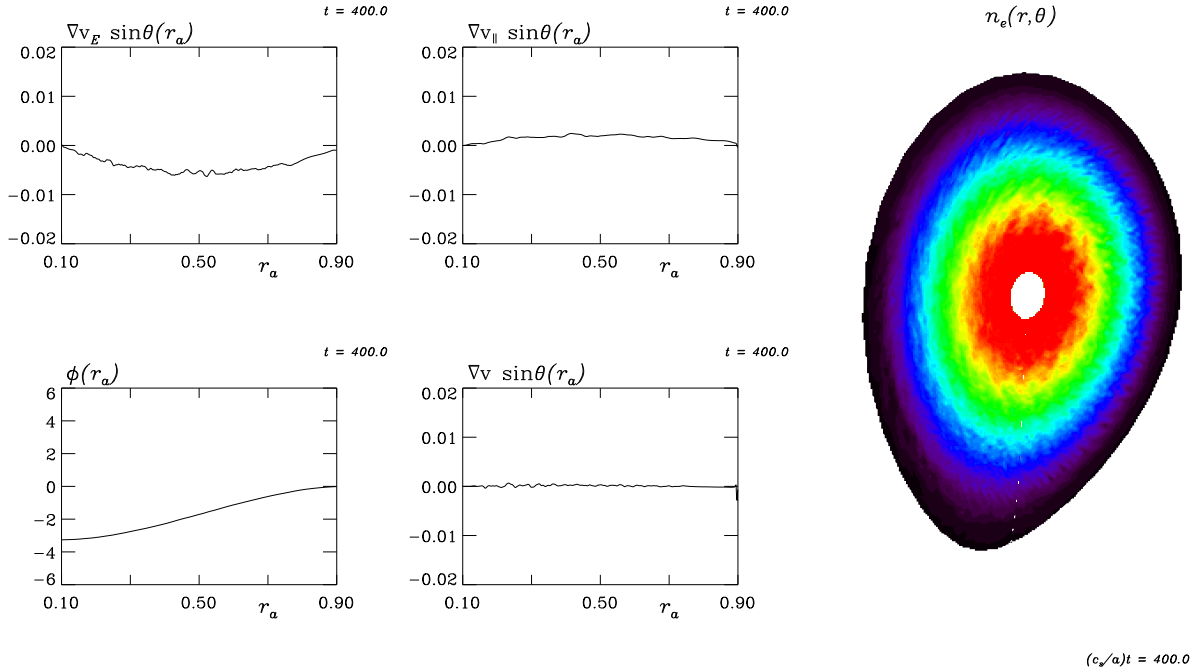 t = 400.0
∇v_E sinθ(r_a)
0.02
0.01
0.00
−0.01
−0.02
0.10 0.50 r_a 0.90
t = 400.0
∇v_∥ sinθ(r_a)
0.02
0.01
0.00
−0.01
−0.02
0.10 0.50 r_a 0.90
t = 400.0
ϕ(r_a)
6
4
2
0
−2
−4
−6
0.10 0.50 r_a 0.90
t = 400.0
∇v sinθ(r_a)
0.02
0.01
0.00
−0.01
−0.02
0.10 0.50 r_a 0.90
n_e(r,θ)
(c_s/a)t = 400.0